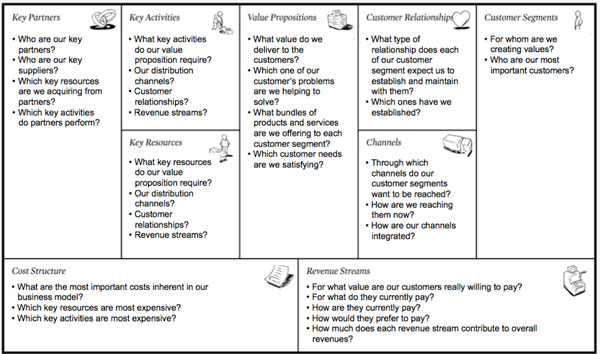 Key Partners
• Who are our key
partners?
• Who are our key
suppliers?
• Which key resources
are we acquiring from
partners?
• Which key activities
do partners perform?
Key Activities
• What key activities
do our value
proposition require?
• Our distribution
channels?
• Customer
relationships?
• Revenue streams?
Key Resources
• What key resources
do our value
proposition require?
• Our distribution
channels?
• Customer
relationships?
• Revenue streams?
Value Propositions
• What value do we
deliver to the
customers?
• Which one of our
customer's problems
are we helping to
solve?
• What bundles of
products and services
are we offering to each
customer segment?
• Which customer needs
are we satisfying?
Customer Relationships
• What type of
relationship does each
of our customer
segment expect us to
establish and maintain
with them?
• Which ones have we
established?
Channels
• Through which
channels do our
customer segments
want to be reached?
• How are we reaching
them now?
• How are our channels
integrated?
Customer Segments
• For whom are we
creating values?
• Who are our most
important customers?
Cost Structure
• What are the most important costs inherent in our
business model?
• Which key resources are most expensive?
• Which key activities are most expensive?
Revenue Streams
• For what value are our customers really willing to pay?
• For what do they currently pay?
• How are they currently pay?
• How would they prefer to pay?
• How much does each revenue stream contribute to overall
revenues?